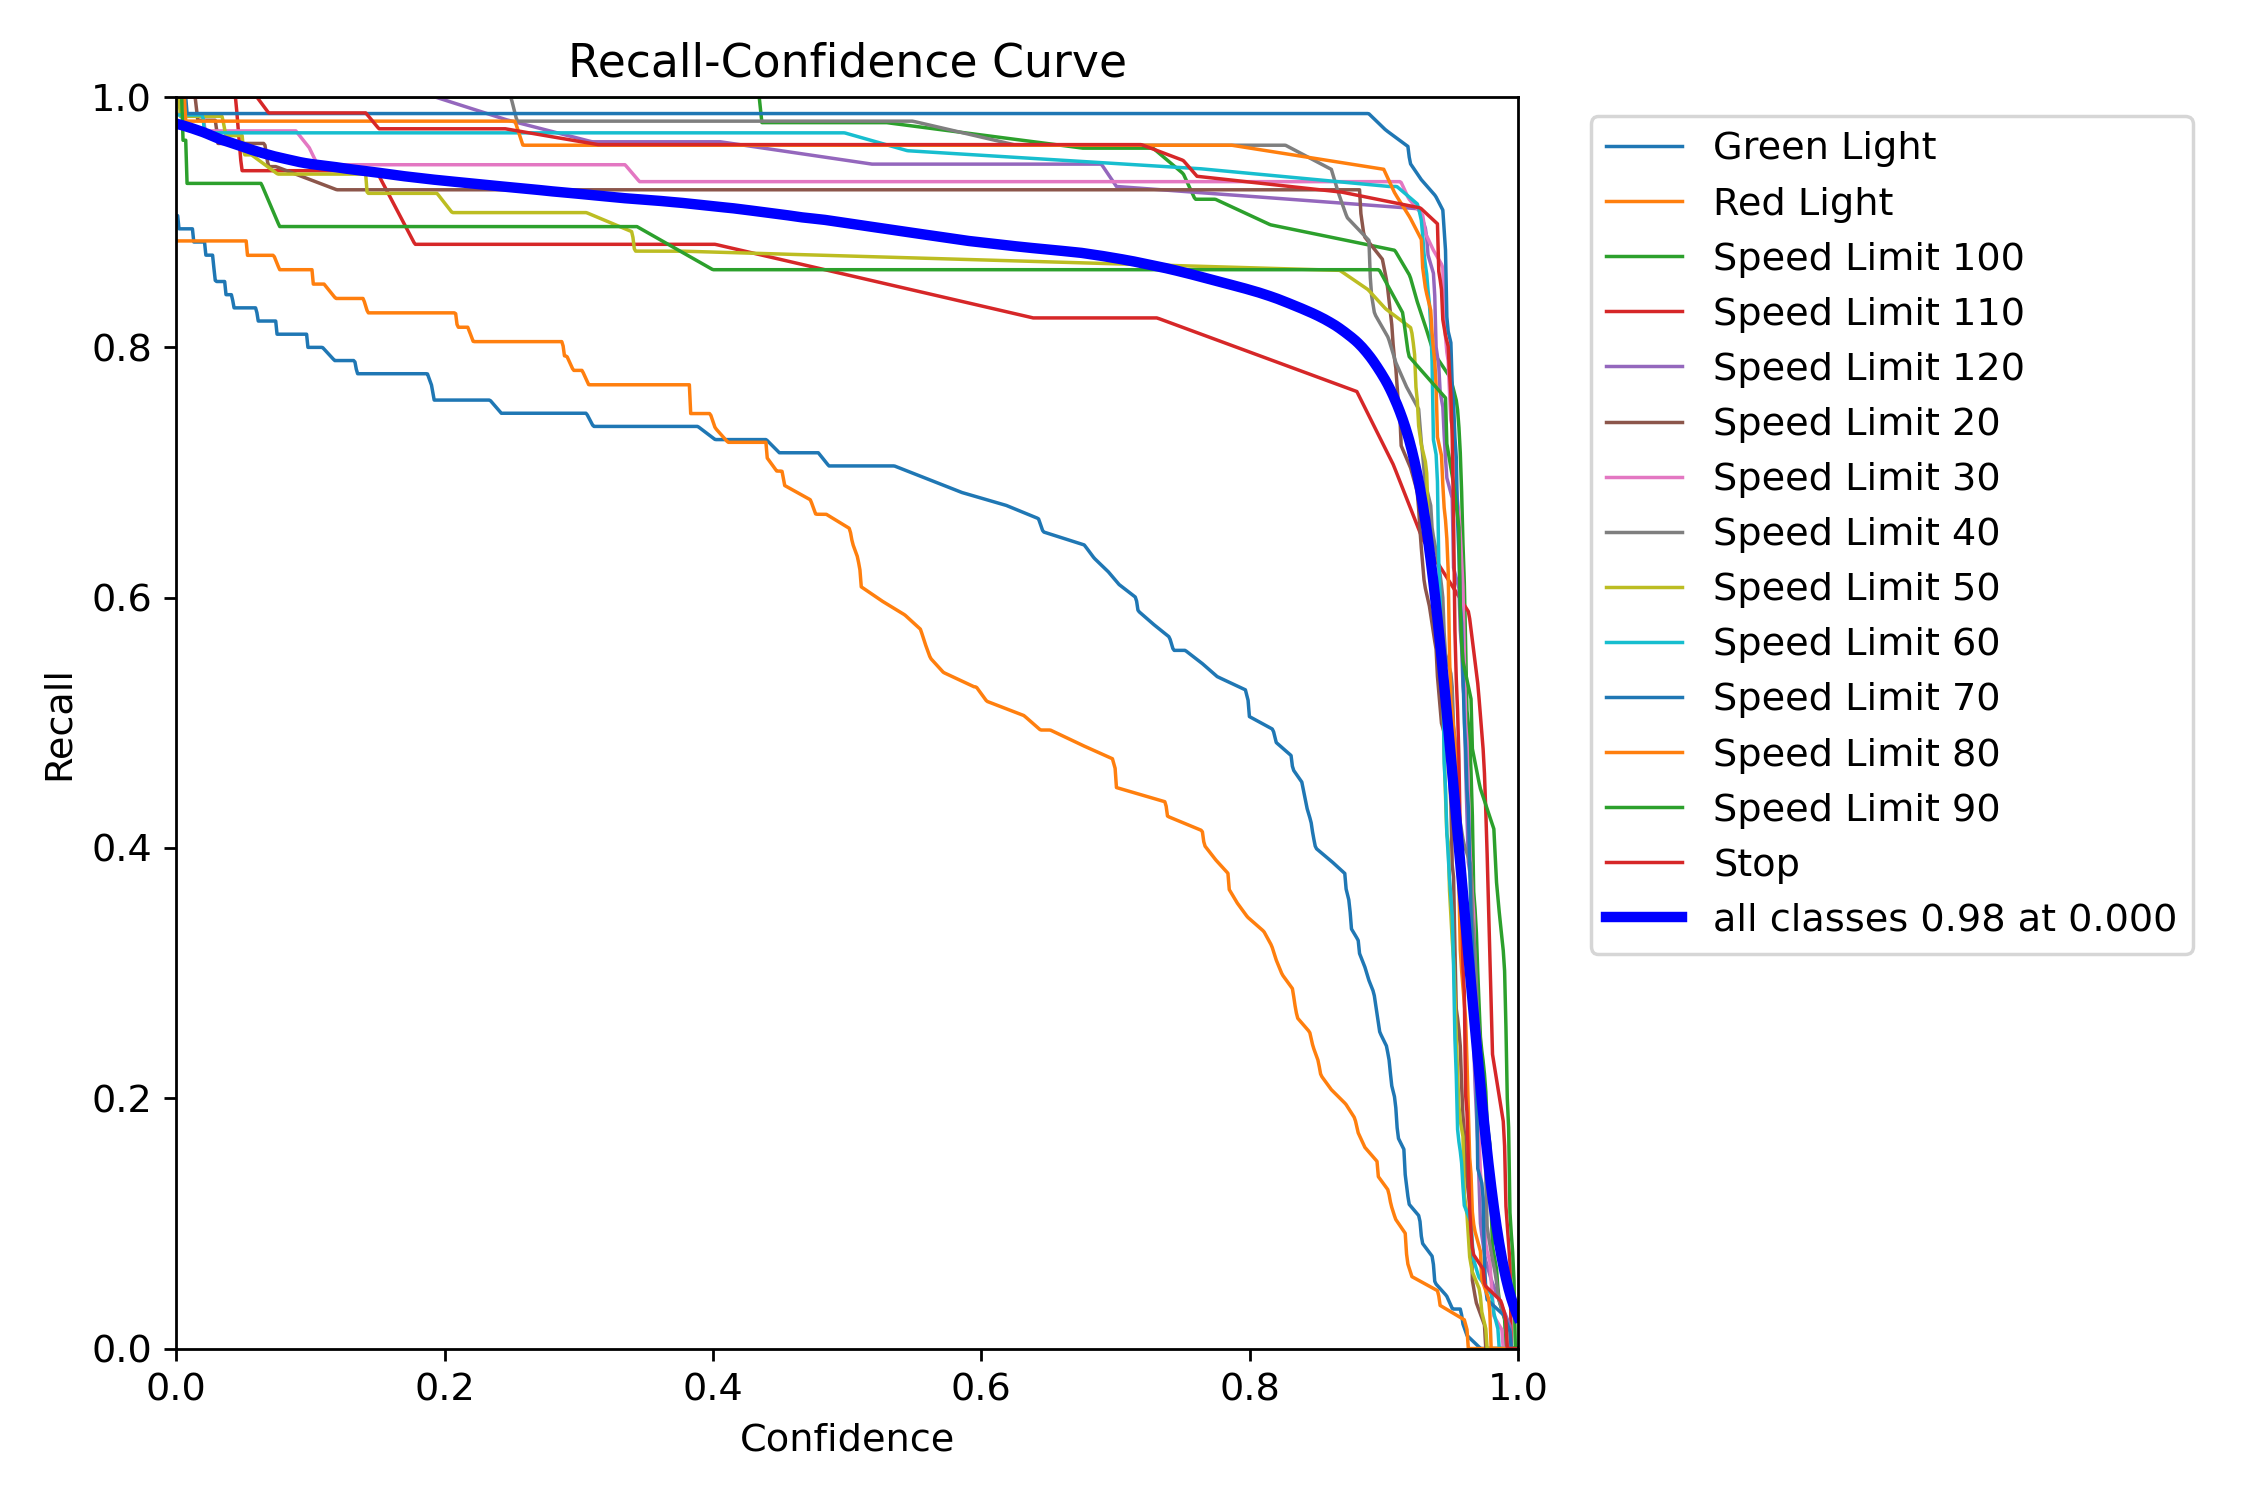 Recall-Confidence Curve
1.0
0.8
0.6
0.4
0.2
0.0
Recall
0.0 0.2 0.4 0.6 0.8 1.0
Confidence
Green Light
Red Light
Speed Limit 100
Speed Limit 110
Speed Limit 120
Speed Limit 20
Speed Limit 30
Speed Limit 40
Speed Limit 50
Speed Limit 60
Speed Limit 70
Speed Limit 80
Speed Limit 90
Stop
all classes 0.98 at 0.000